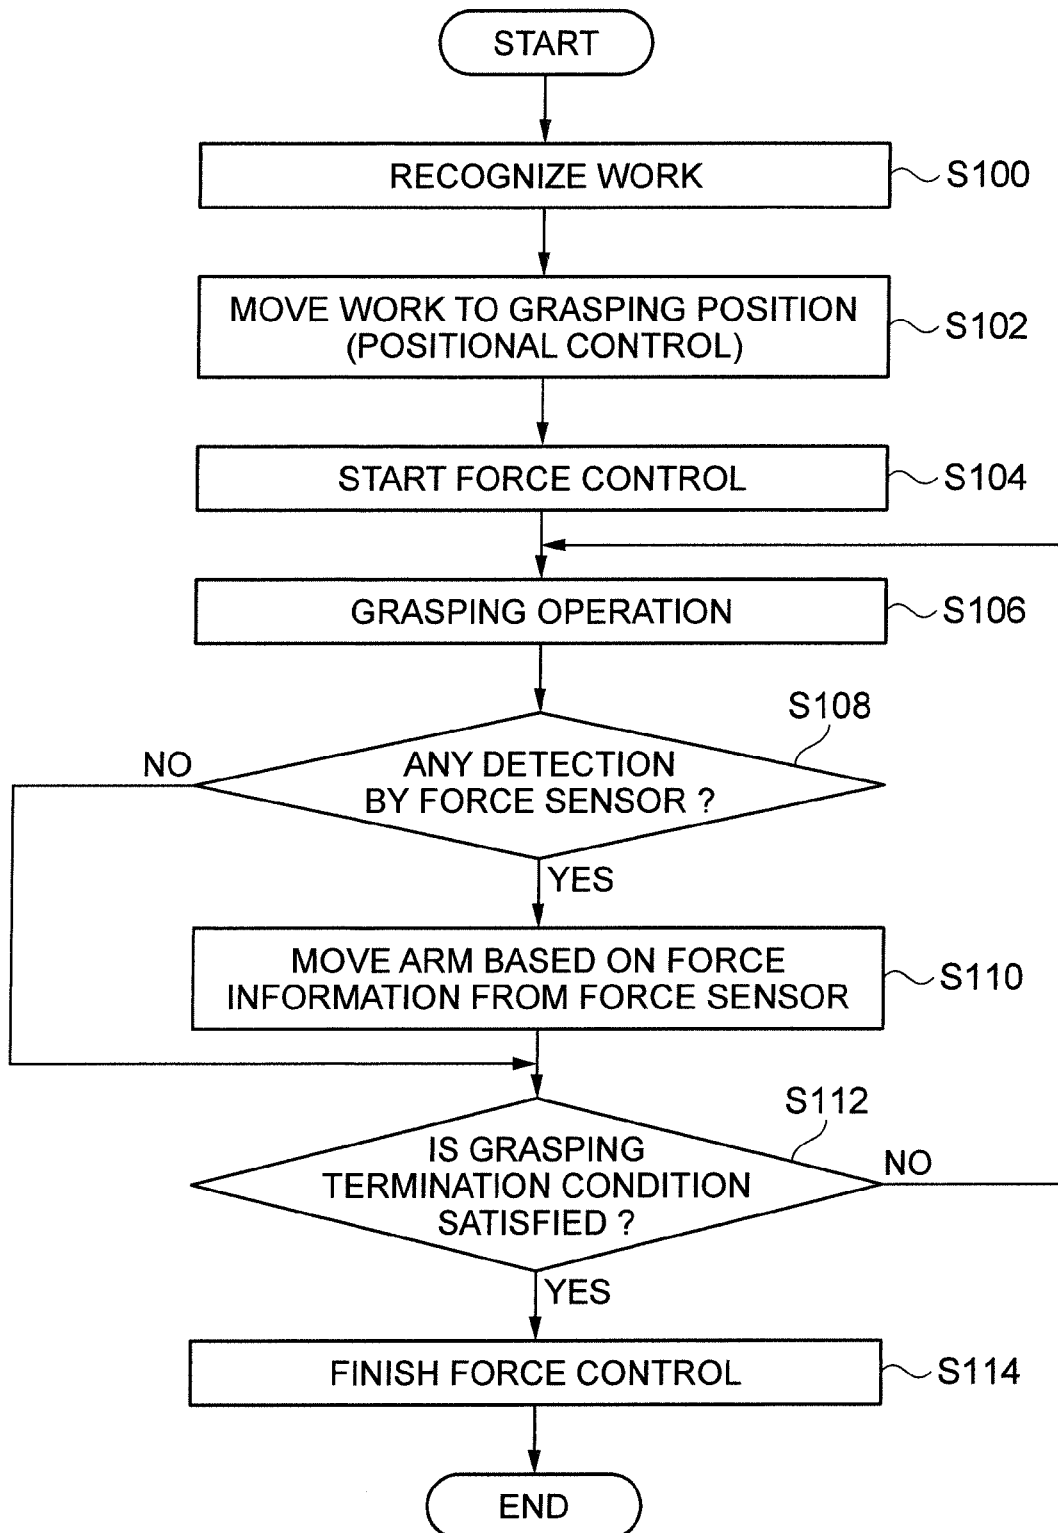 START
RECOGNIZE WORK
S100
MOVE WORK TO GRASPING POSITION
(POSITIONAL CONTROL)
S102
START FORCE CONTROL
S104
GRASPING OPERATION
S106
S108
NO
ANY DETECTION
BY FORCE SENSOR ?
YES
MOVE ARM BASED ON FORCE
INFORMATION FROM FORCE SENSOR
S110
S112
IS GRASPING
TERMINATION CONDITION
SATISFIED ?
NO
YES
FINISH FORCE CONTROL
S114
END